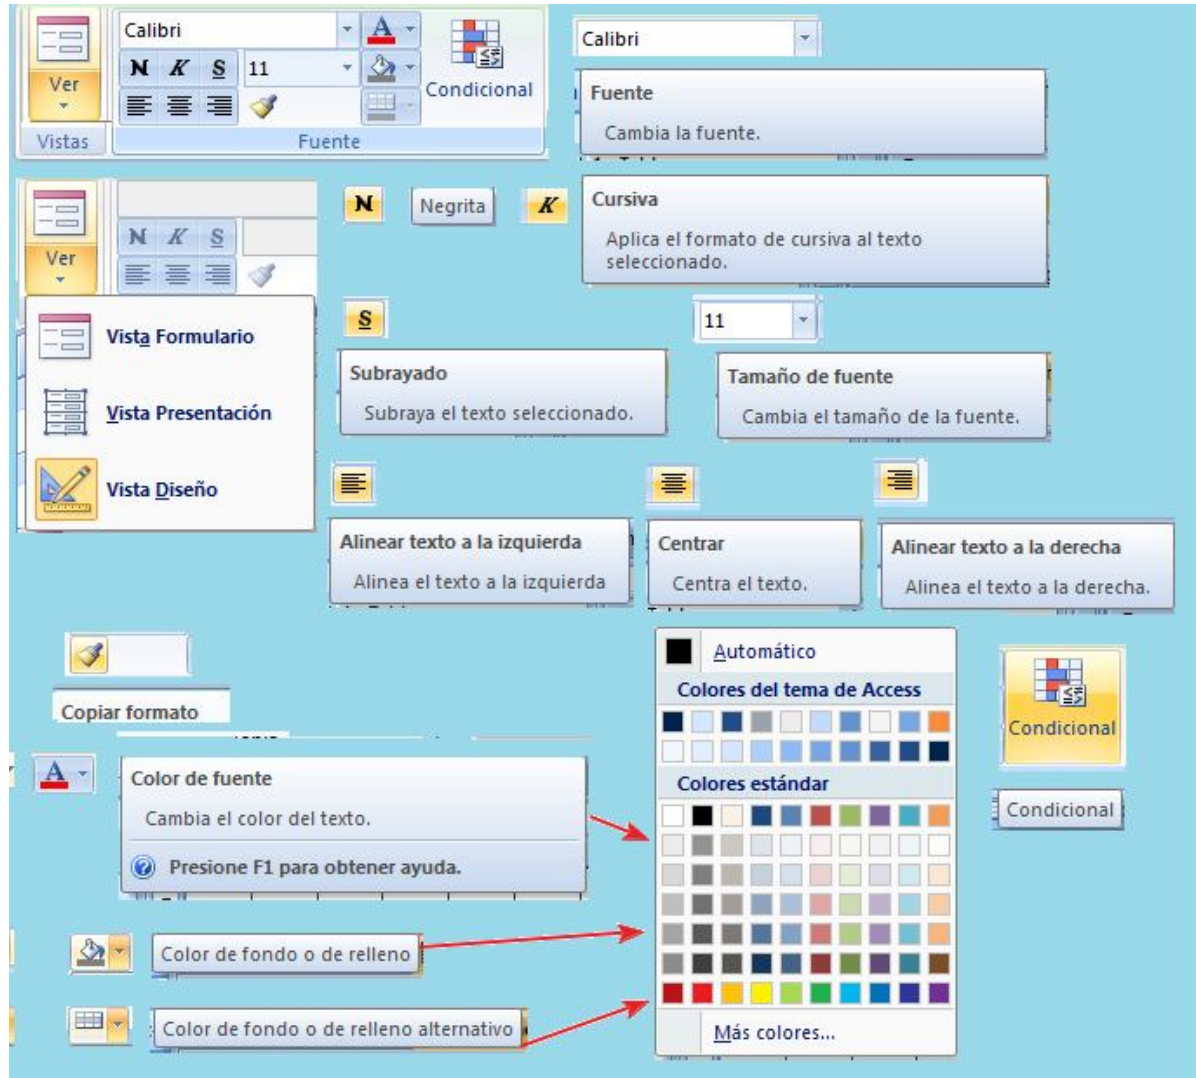 Calibri
N K S 11
Ver
Condicional
Vistas
Fuente
Calibri
Fuente
Cambia la fuente.
N K S
Ver
Vista Formulario
Vista Presentación
Vista Diseño
N
Negrita
K
Cursiva
Aplica el formato de cursiva al texto
seleccionado.
S
Subrayado
Subraya el texto seleccionado.
11
Tamaño de fuente
Cambia el tamaño de la fuente.
Alinear texto a la izquierda
Alinea el texto a la izquierda
Centrar
Centra el texto.
Alinear texto a la derecha
Alinea el texto a la derecha.
Copiar formato
A
Color de fuente
Cambia el color del texto.
Presione F1 para obtener ayuda.
Color de fondo o de relleno
Color de fondo o de relleno alternativo
Automático
Colores del tema de Access
Colores estándar
Más colores...
Condicional
Condicional